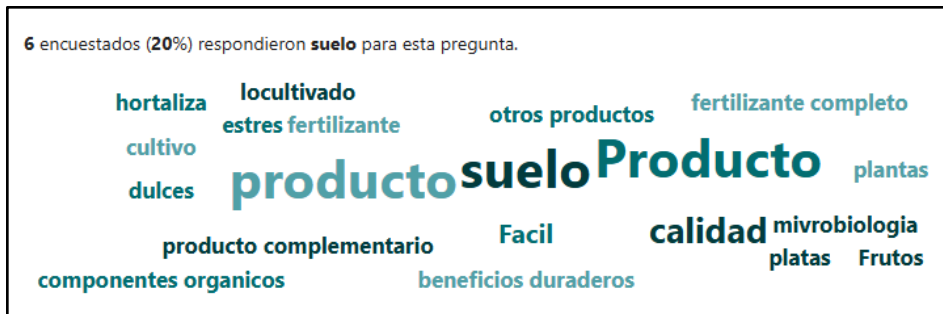 6 encuestados (20%) respondieron suelo para esta pregunta.
hortaliza locultivado
estres fertilizante otros productos fertilizante completo
cultivo
dulces producto suelo Producto plantas
producto complementario Facil calidad mivrobiologia
platas Frutos
componentes organicos beneficios duraderos